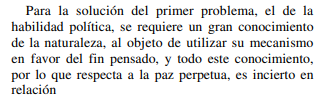 Para la solución del primer problema, el de la
habilidad política, se requiere un gran conocimiento
de la naturaleza, al objeto de utilizar su mecanismo
en favor del fin pensado, y todo este conocimiento,
por lo que respecta a la paz perpetua, es incierto en
relación